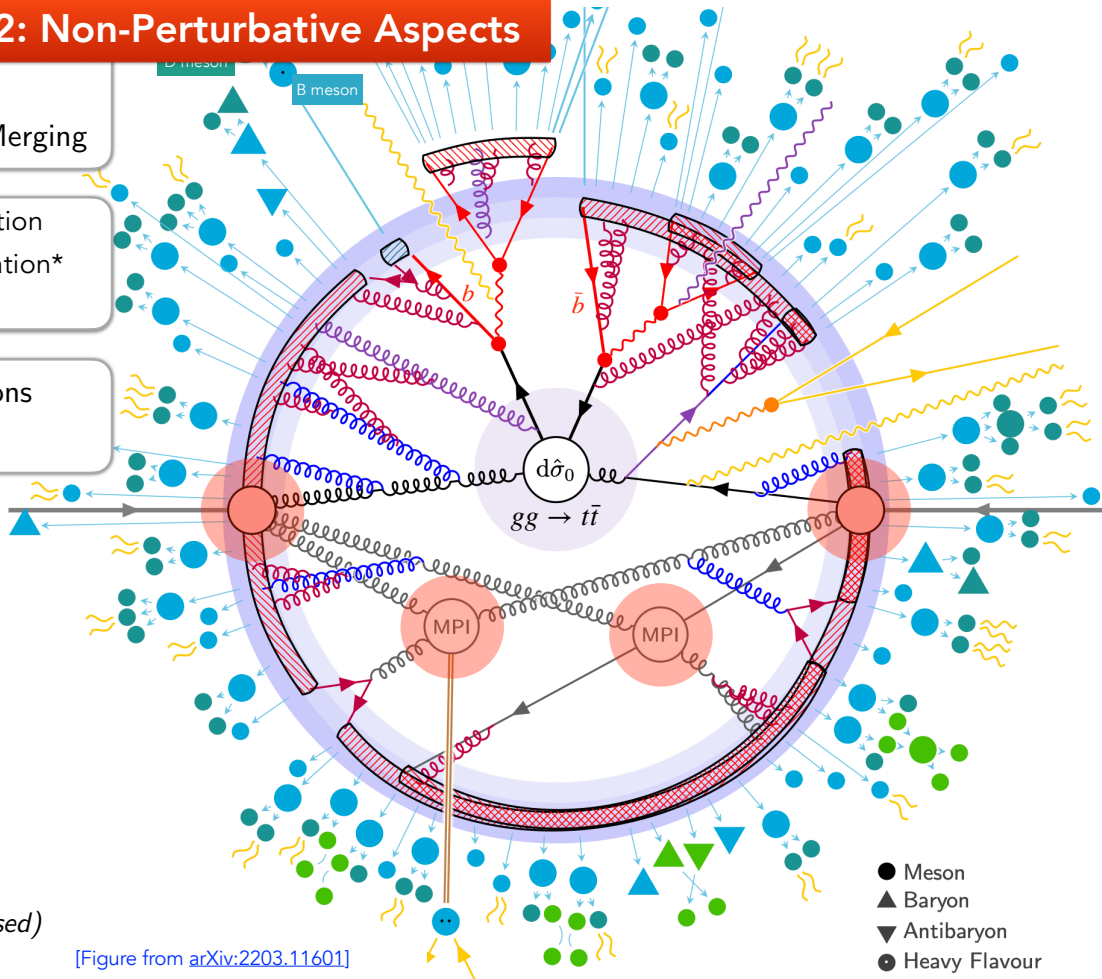 2: Non-Perturbative Aspects
D meson
B meson
Merging
tion
ation*
ons
b
b̄
dσ̂₀
gg → tt̄
MPI
MPI
Meson
Baryon
Antibaryon
Heavy Flavour
sed)
[Figure from arXiv:2203.11601]